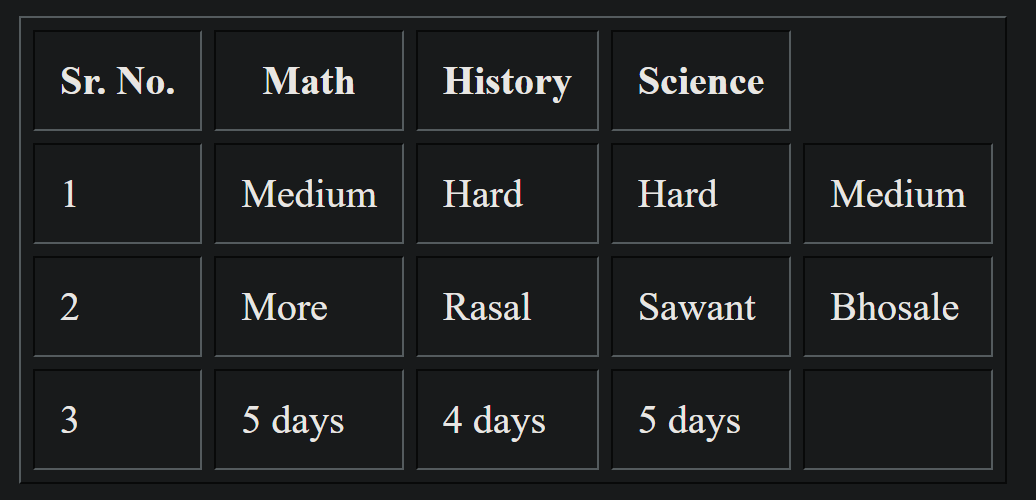 Sr. No. Math History Science
1 Medium Hard Hard Medium
2 More Rasal Sawant Bhosale
3 5 days 4 days 5 days